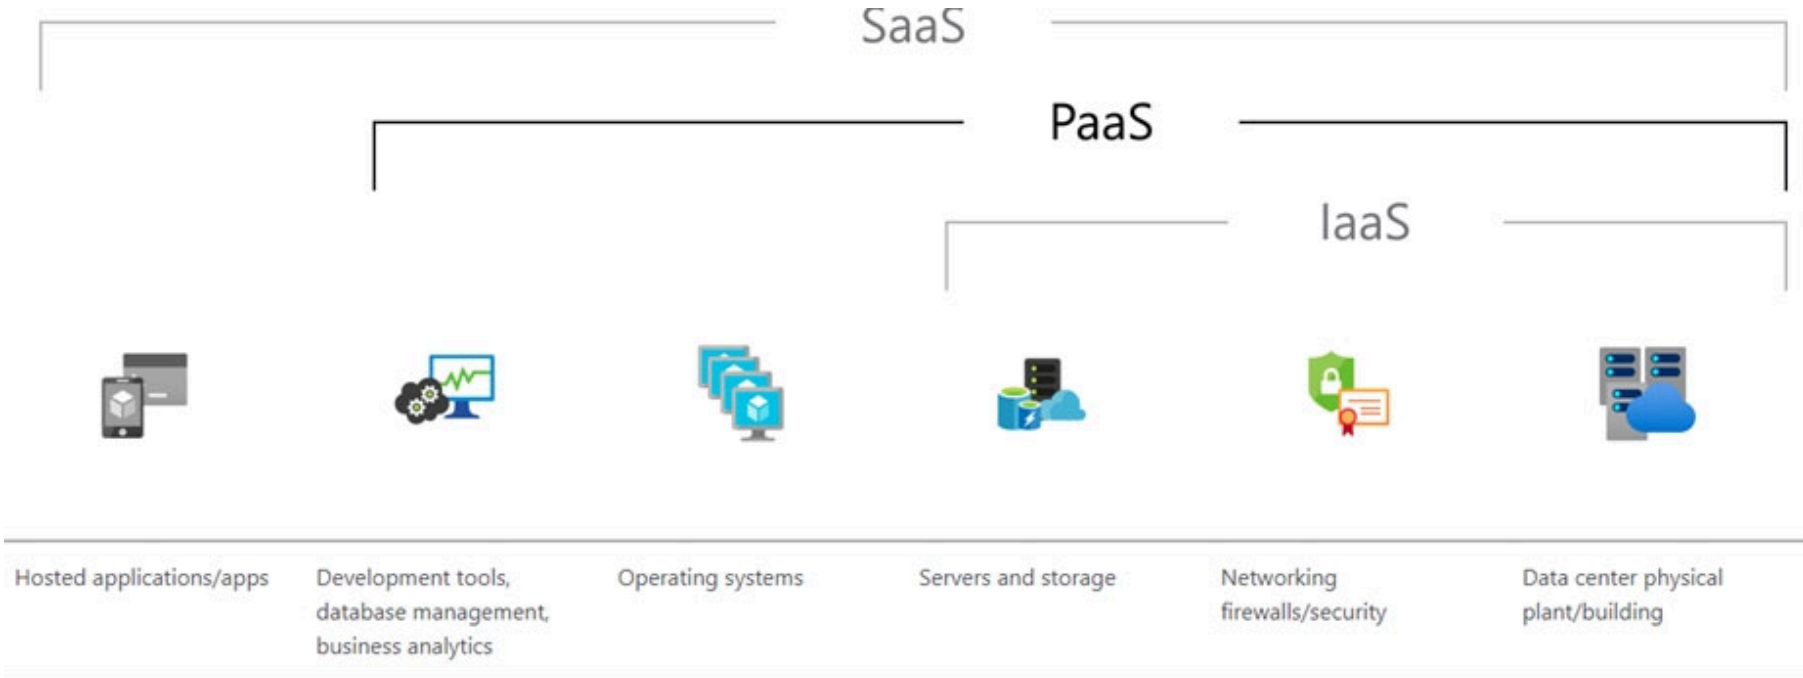 SaaS
PaaS
IaaS
Hosted applications/apps
Development tools,
database management,
business analytics
Operating systems
Servers and storage
Networking
firewalls/security
Data center physical
plant/building